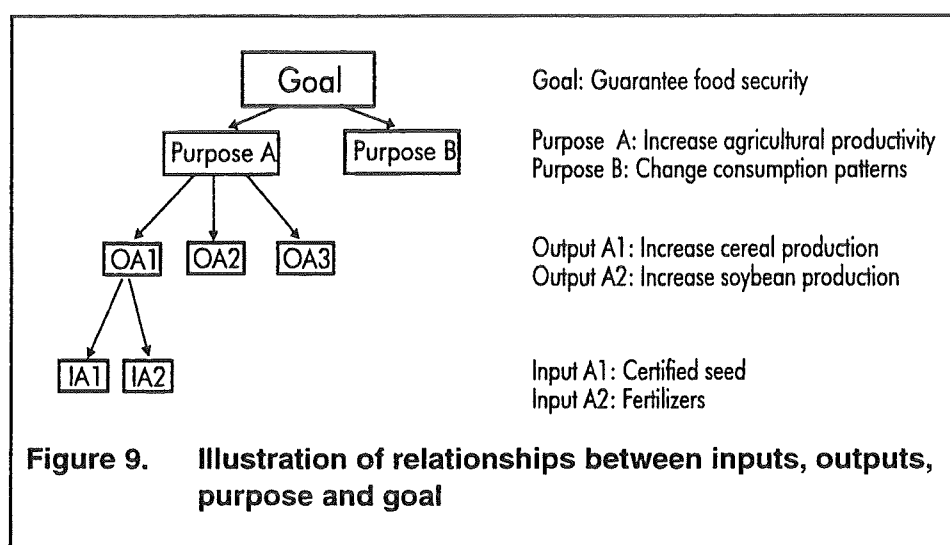 Goal
Goal: Guarantee food security
Purpose A
Purpose B
Purpose A: Increase agricultural productivity
Purpose B: Change consumption patterns
OA1
OA2
OA3
Output A1: Increase cereal production
Output A2: Increase soybean production
IA1
IA2
Input A1: Certified seed
Input A2: Fertilizers
Figure 9. Illustration of relationships between inputs, outputs,
purpose and goal